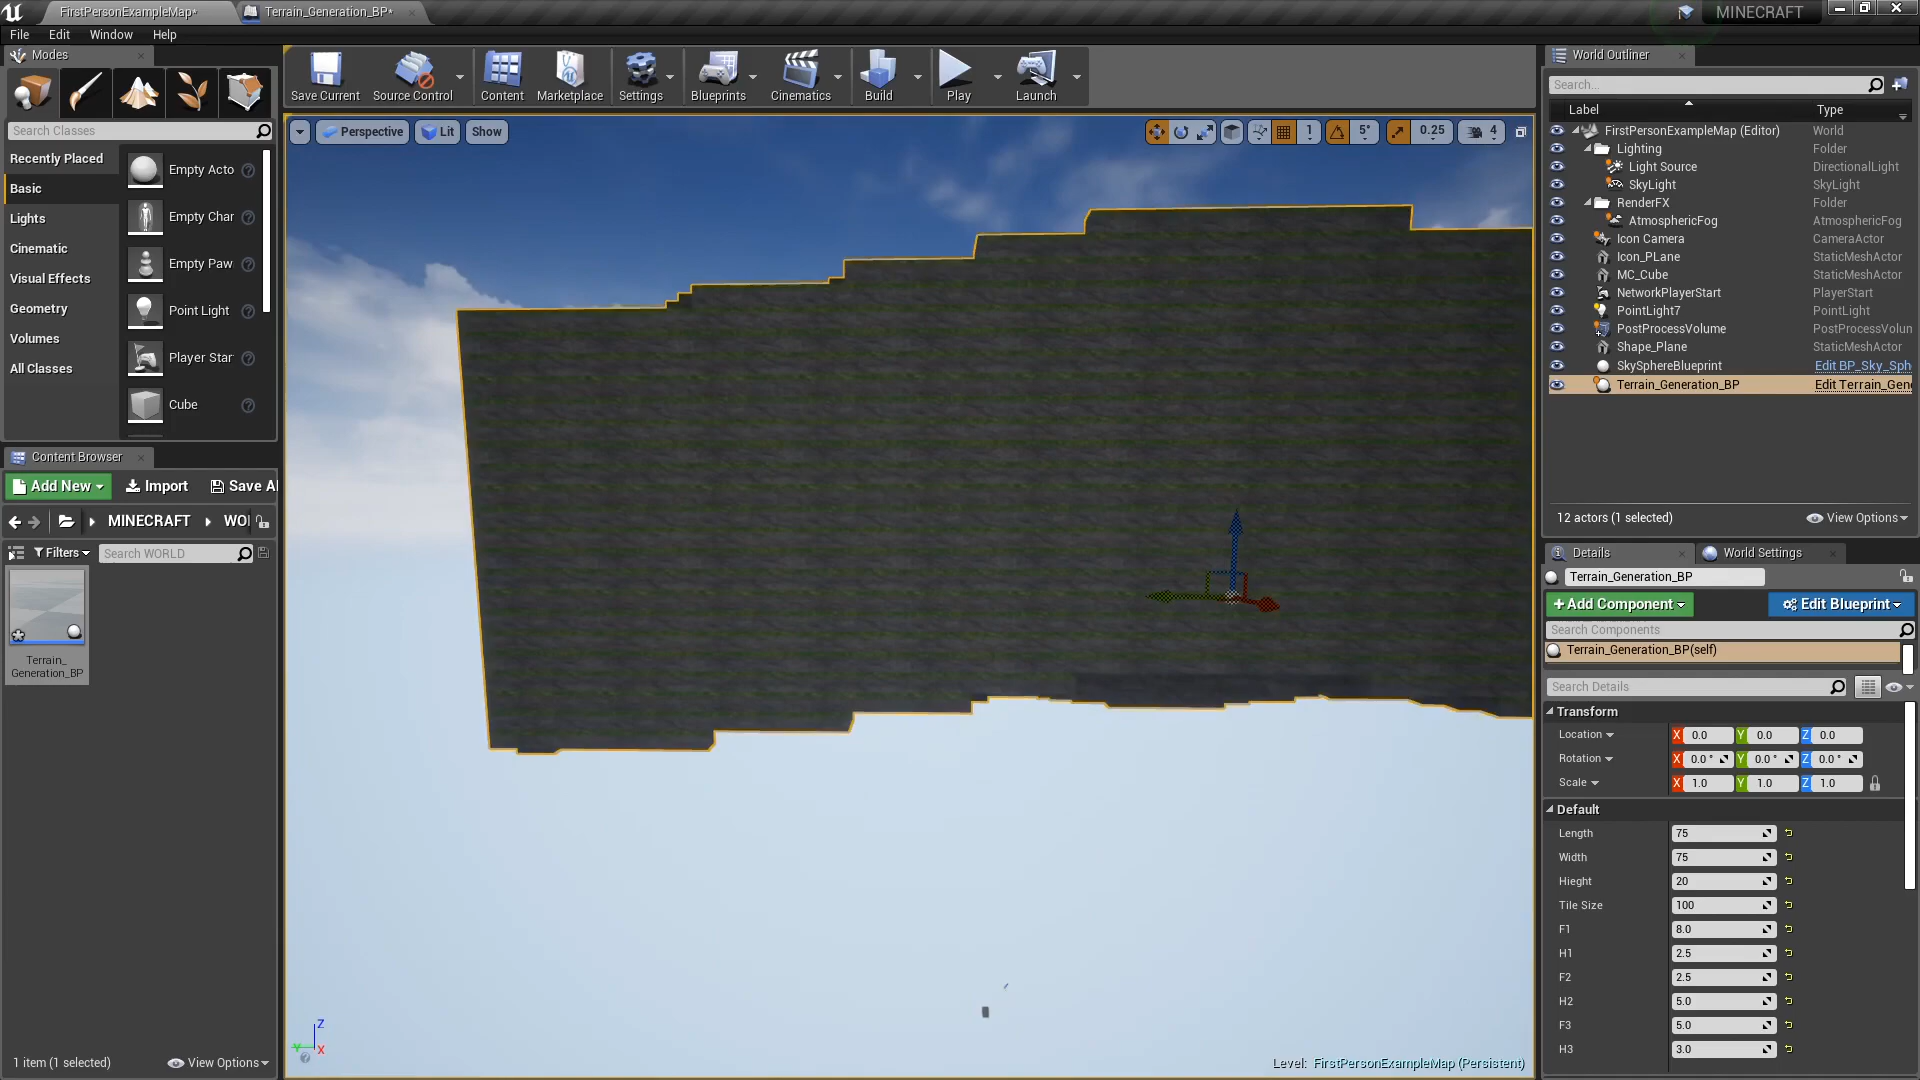 FirstPersonExampleMap*
Terrain_Generation_BP*
MINECRAFT
File
Edit
Window
Help
Modes
Search Classes
Recently Placed
Basic
Lights
Cinematic
Visual Effects
Geometry
Volumes
All Classes
Empty Acto
Empty Char
Empty Paw
Point Light
Player Star
Cube
Content Browser
Add New
Import
Save Al
MINECRAFT
WO
Filters
Search WORLD
Terrain_
Generation_BP
1 item (1 selected)
View Options
Save Current
Source Control
Content
Marketplace
Settings
Blueprints
Cinematics
Build
Play
Launch
Perspective
Lit
Show
1
5°
0.25
4
Z
Y
X
Level: FirstPersonExampleMap (Persistent)
World Outliner
Search...
Label
Type
FirstPersonExampleMap (Editor)
World
Lighting
Folder
Light Source
DirectionalLight
SkyLight
SkyLight
RenderFX
Folder
AtmosphericFog
AtmosphericFog
Icon Camera
CameraActor
Icon_PLane
StaticMeshActor
MC_Cube
StaticMeshActor
NetworkPlayerStart
PlayerStart
PointLight7
PointLight
PostProcessVolume
PostProcessVolun
Shape_Plane
StaticMeshActor
SkySphereBlueprint
Edit BP_Sky_Sph
Terrain_Generation_BP
Edit Terrain_Gen
12 actors (1 selected)
View Options
Details
World Settings
Terrain_Generation_BP
Add Component
Edit Blueprint
Search Components
Terrain_Generation_BP(self)
Search Details
Transform
Location
X 0.0
Y 0.0
Z 0.0
Rotation
X 0.0 °
Y 0.0 °
Z 0.0 °
Scale
X 1.0
Y 1.0
Z 1.0
Default
Length
75
Width
75
Hieght
20
Tile Size
100
F1
8.0
H1
2.5
F2
2.5
H2
5.0
F3
5.0
H3
3.0